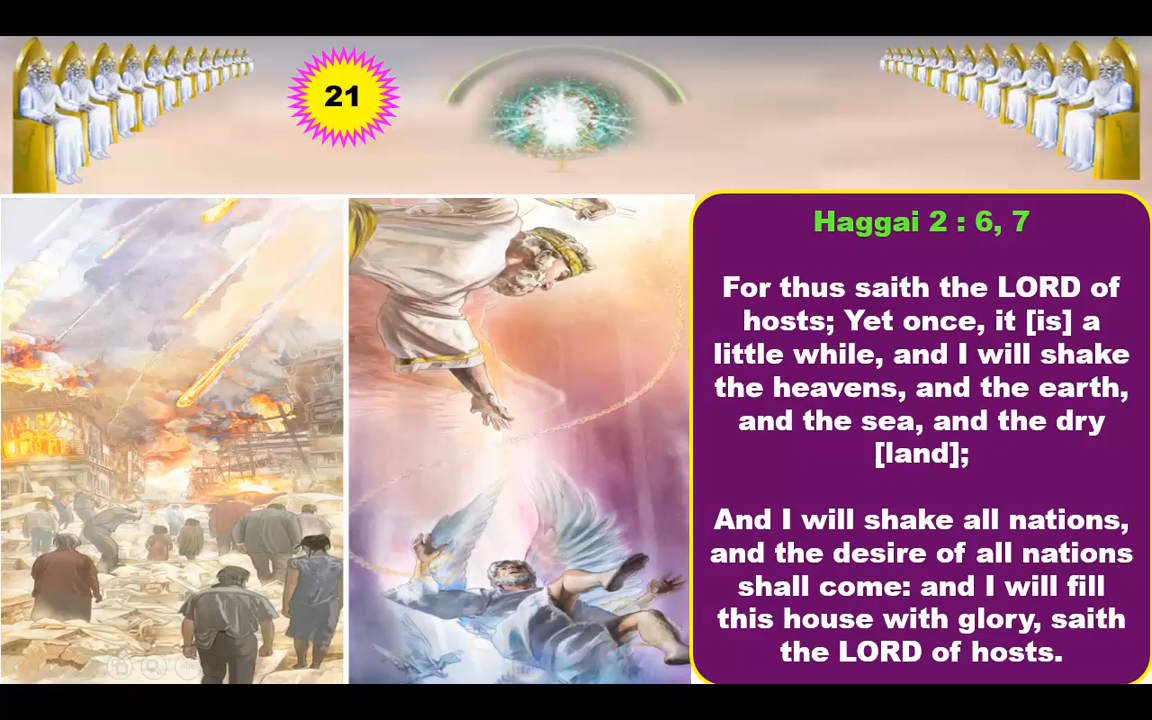 21
Haggai 2 : 6, 7
For thus saith the LORD of
hosts; Yet once, it [is] a
little while, and I will shake
the heavens, and the earth,
and the sea, and the dry
[land];
And I will shake all nations,
and the desire of all nations
shall come: and I will fill
this house with glory, saith
the LORD of hosts.